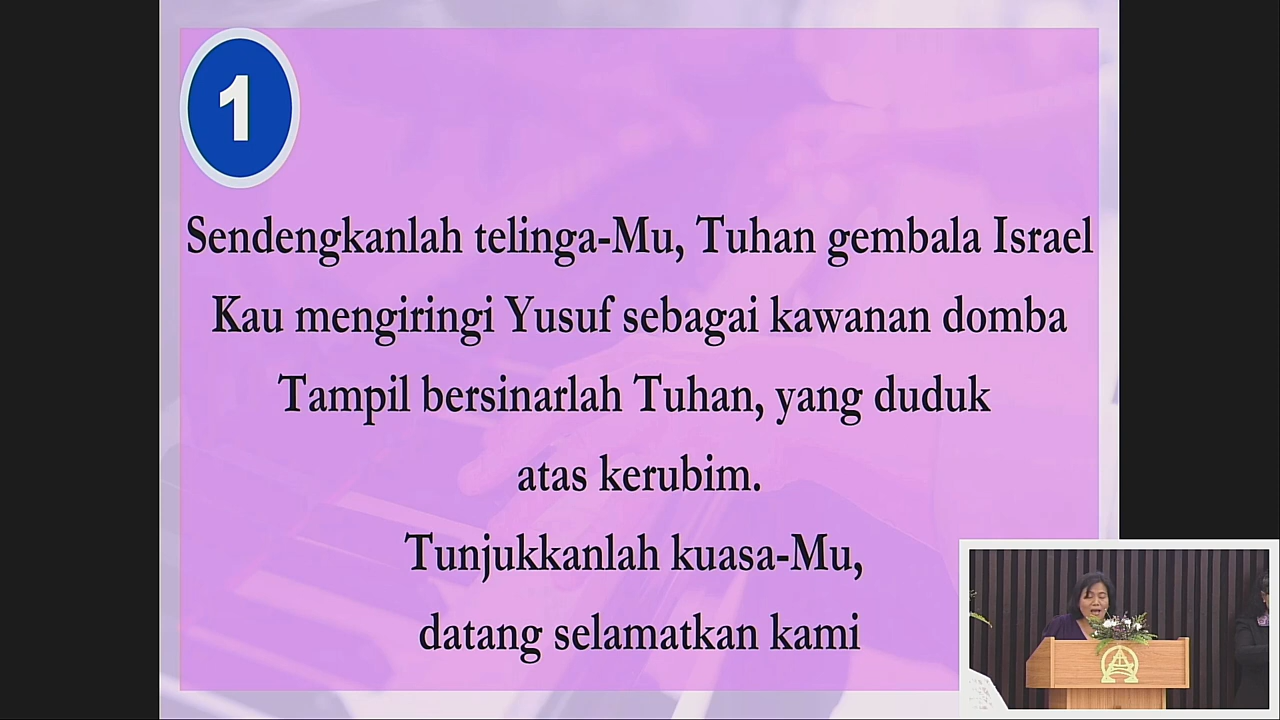 1
Sendengkanlah telinga-Mu, Tuhan gembala Israel
Kau mengiringi Yusuf sebagai kawanan domba
Tampil bersinarlah Tuhan, yang duduk
atas kerubim.
Tunjukkanlah kuasa-Mu,
datang selamatkan kami